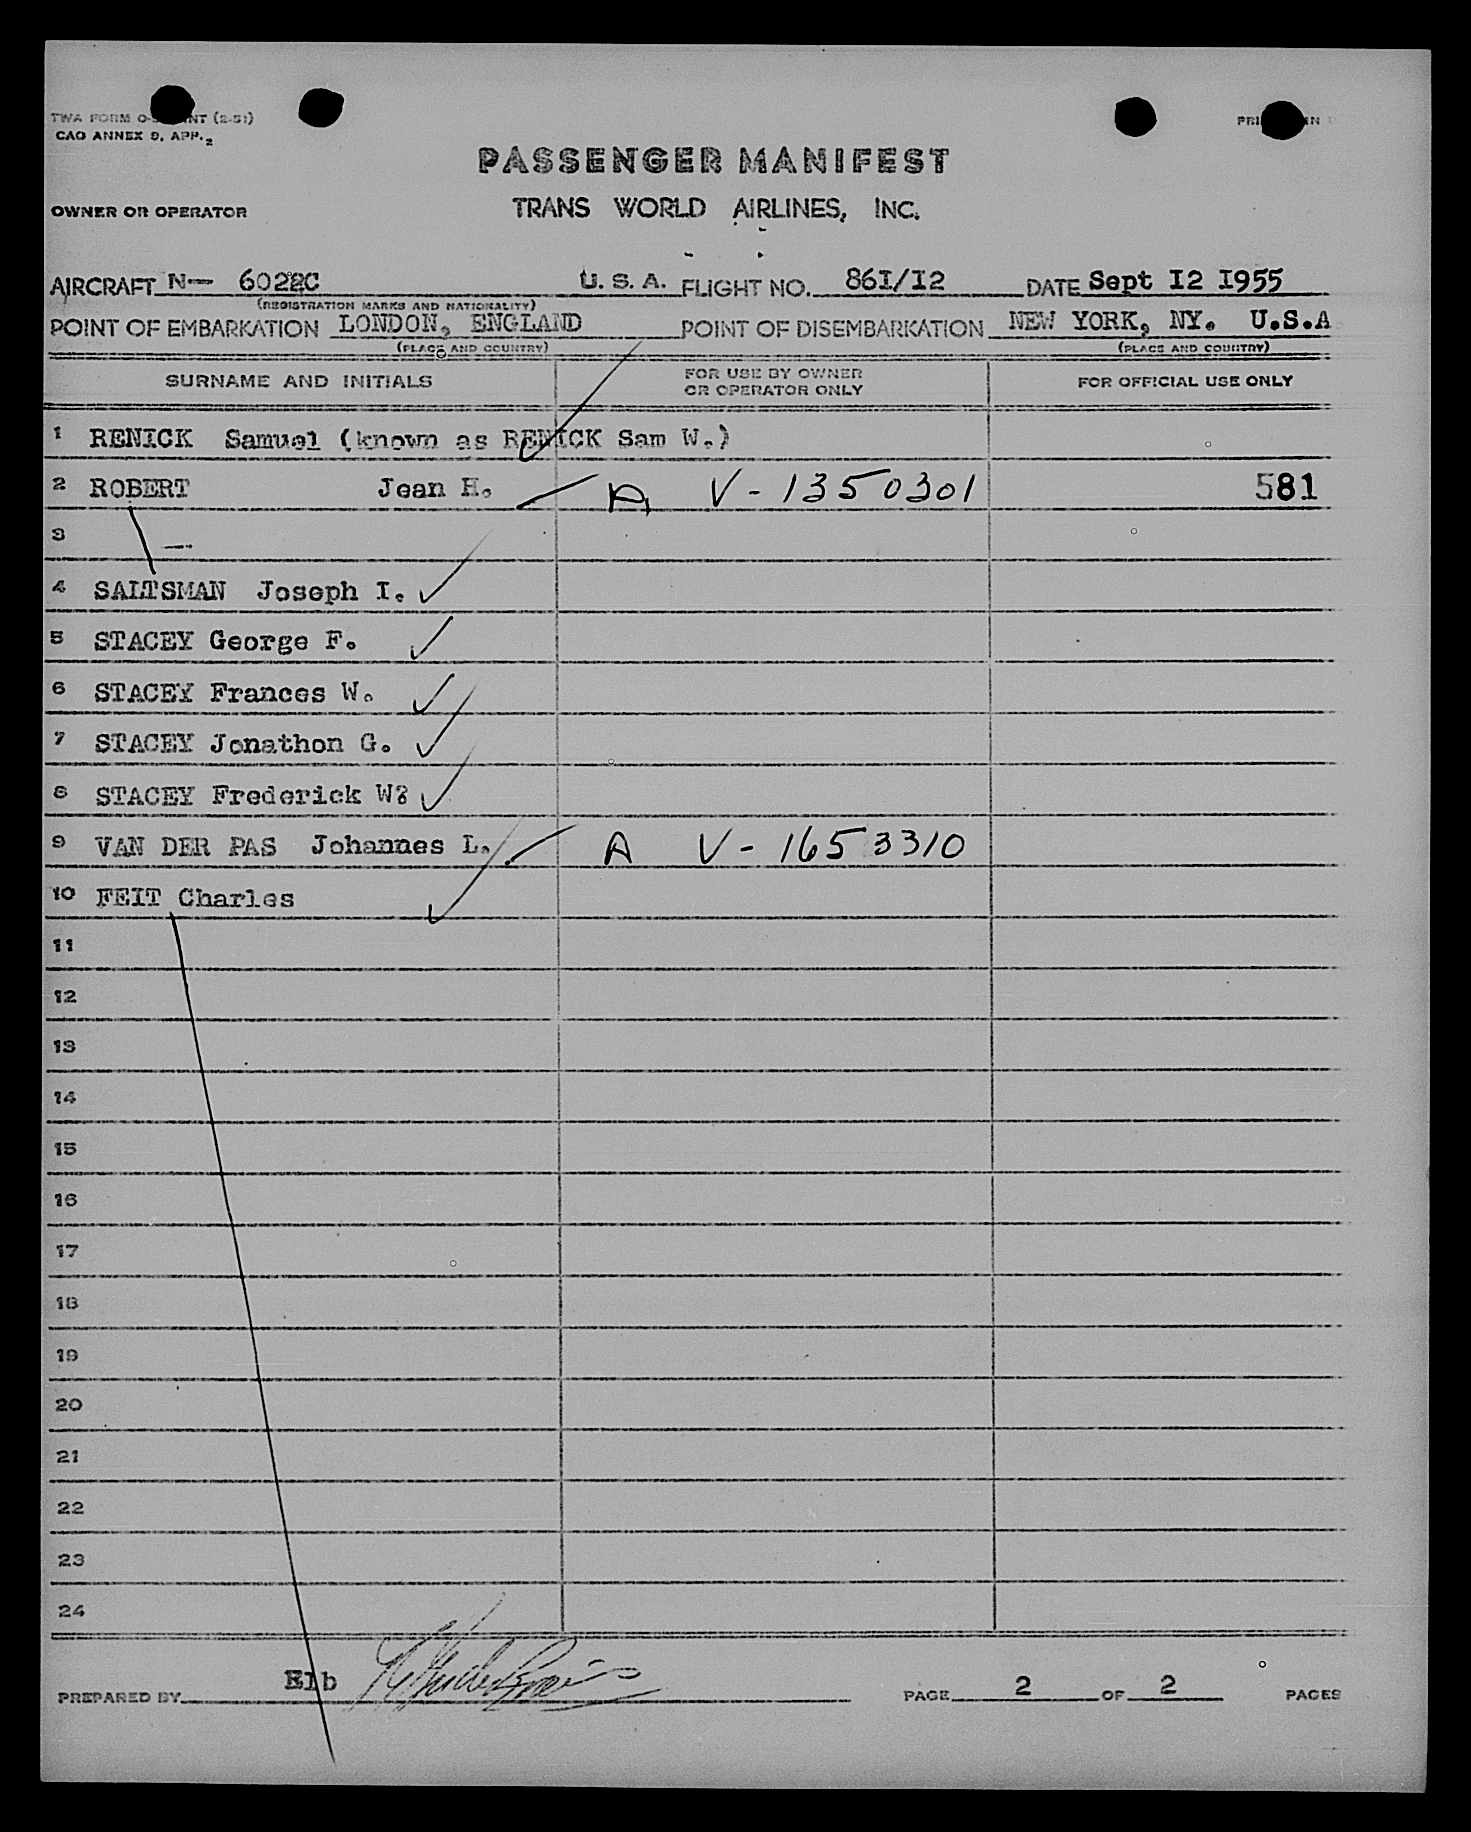 TWA FORM O-
NT (2-51)
CAO ANNEX 9, APP. 2
PASSENGER MANIFEST
OWNER OR OPERATOR TRANS WORLD AIRLINES, INC.
AIRCRAFT N- 6022C U.S.A. FLIGHT NO. 861/12 DATE Sept 12 1955
(REGISTRATION MARKS AND NATIONALITY)
POINT OF EMBARKATION LONDON, ENGLAND POINT OF DISEMBARKATION NEW YORK, NY. U.S.A
(PLACE AND COUNTRY) (PLACE AND COUNTRY)
SURNAME AND INITIALS FOR USE BY OWNER OR OPERATOR ONLY FOR OFFICIAL USE ONLY
1 RENICK Samuel (known as RENICK Sam W.)
2 ROBERT Jean H. A V-1350301 581
3 —
4 SALTSMAN Joseph I.
5 STACEY George F.
6 STACEY Frances W.
7 STACEY Jonathon G.
8 STACEY Frederick W?
9 VAN DER PAS Johannes L. A V-1653310
10 FEIT Charles
11
12
13
14
15
16
17
18
19
20
21
22
23
24
PREPARED BY Elb PAGE 2 OF 2 PAGES